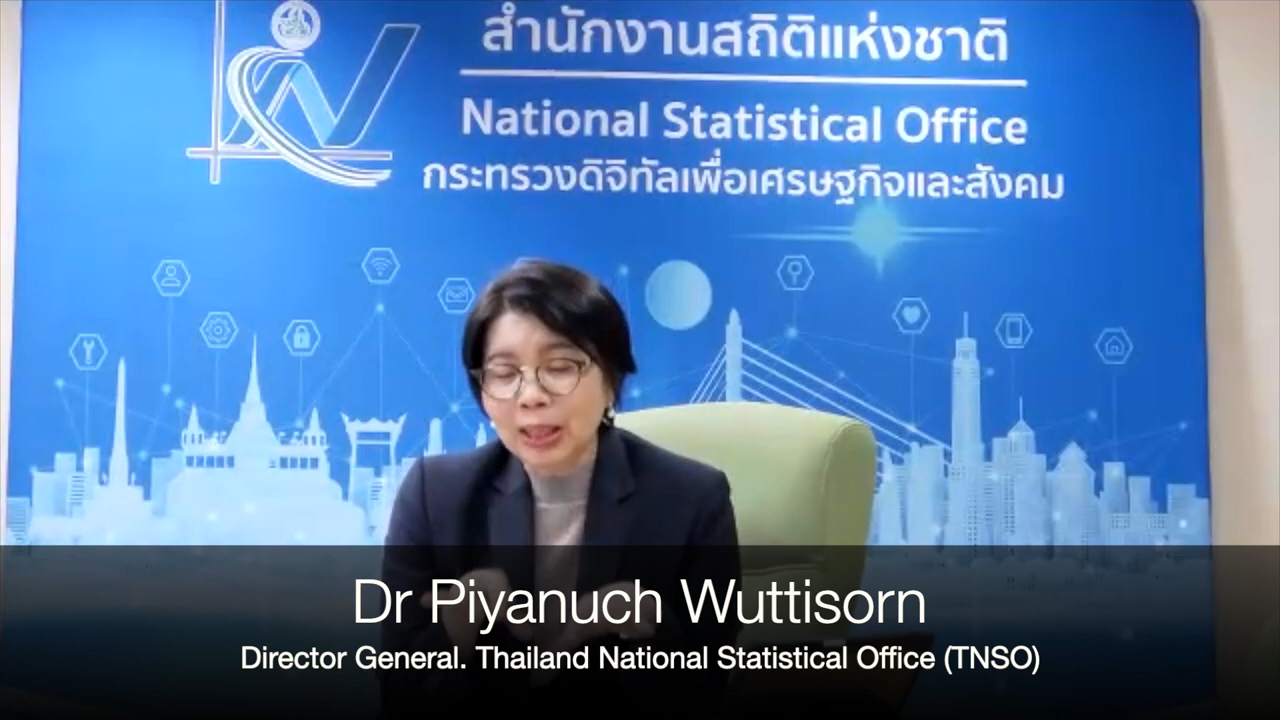 สำนักงานสถิติแห่งชาติ
National Statistical Office
กระทรวงดิจิทัลเพื่อเศรษฐกิจและสังคม
Dr Piyanuch Wuttisorn
Director General. Thailand National Statistical Office (TNSO)